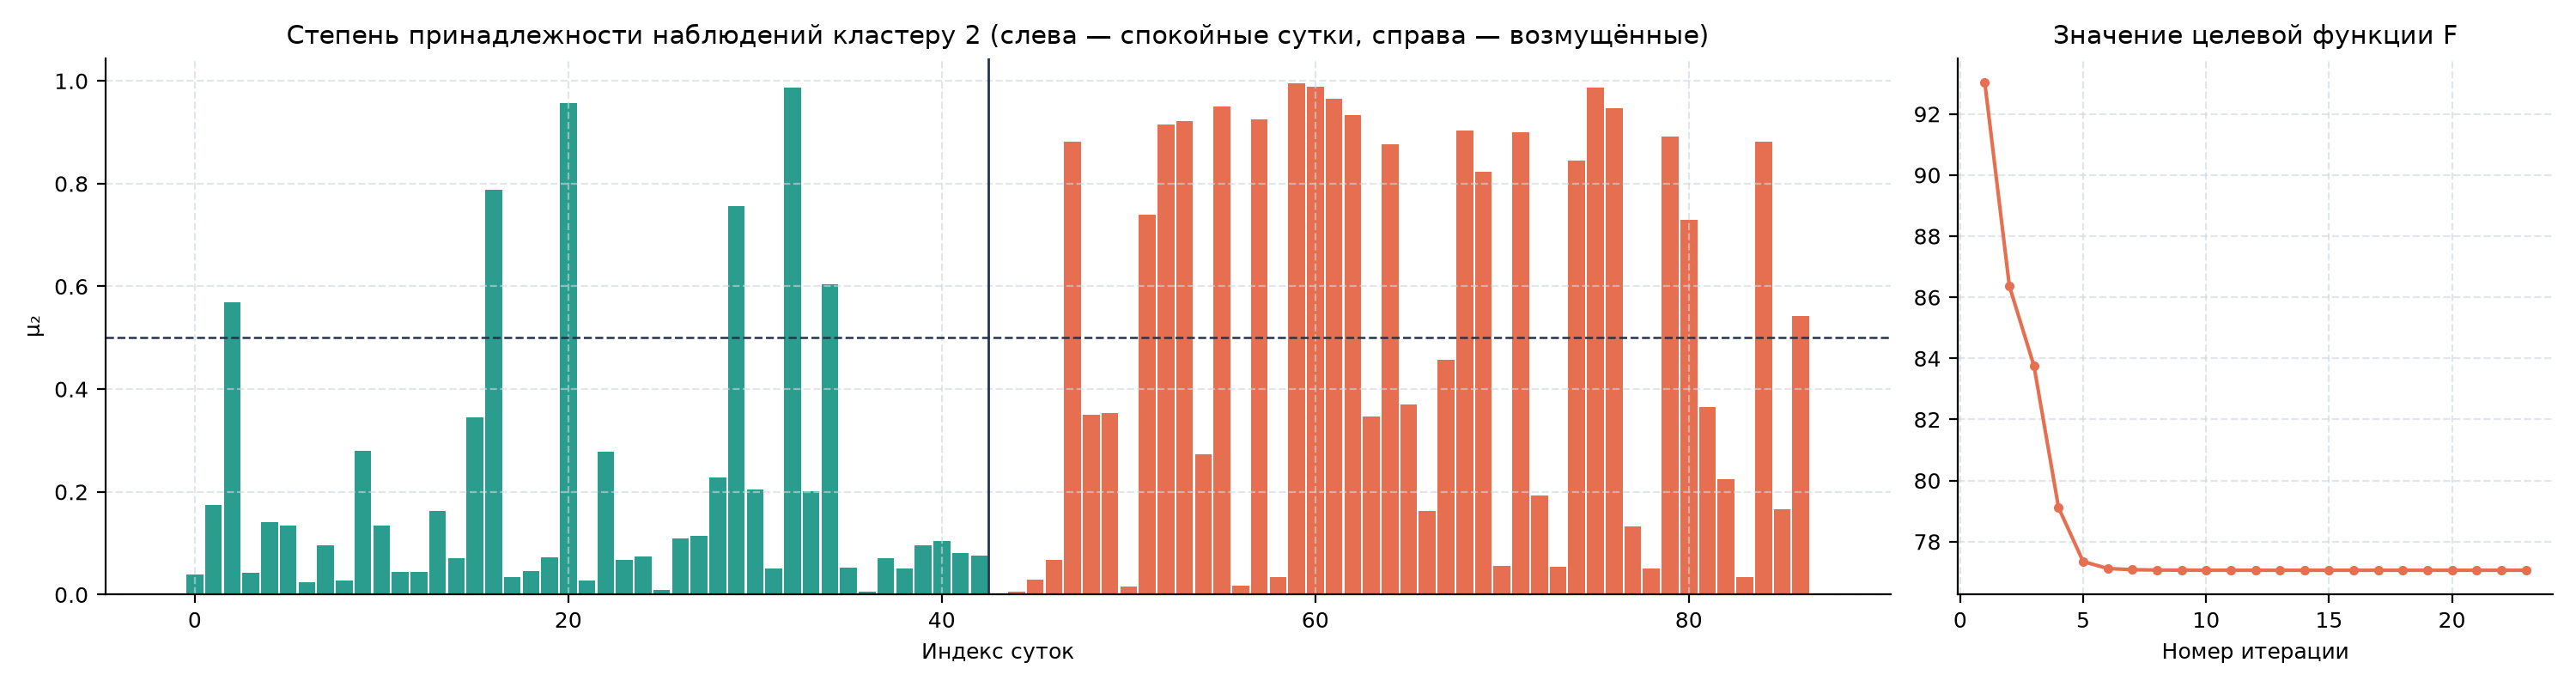 Степень принадлежности наблюдений кластеру 2 (слева — спокойные сутки, справа — возмущённые)
1.0
0.8
0.6
0.4
0.2
0.0
μ₂
0 20 40 60 80
Индекс суток
Значение целевой функции F
92
90
88
86
84
82
80
78
0 5 10 15 20
Номер итерации